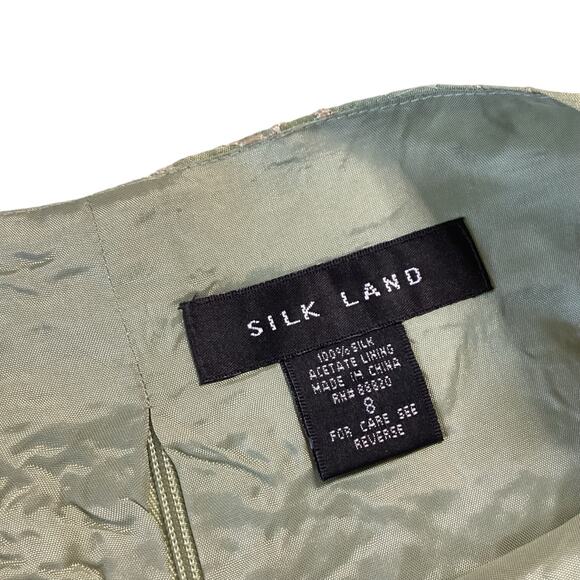 SILK LAND
100% SILK
ACETATE LINING
MADE IN CHINA
RN# 88820
8
FOR CARE SEE
REVERSE